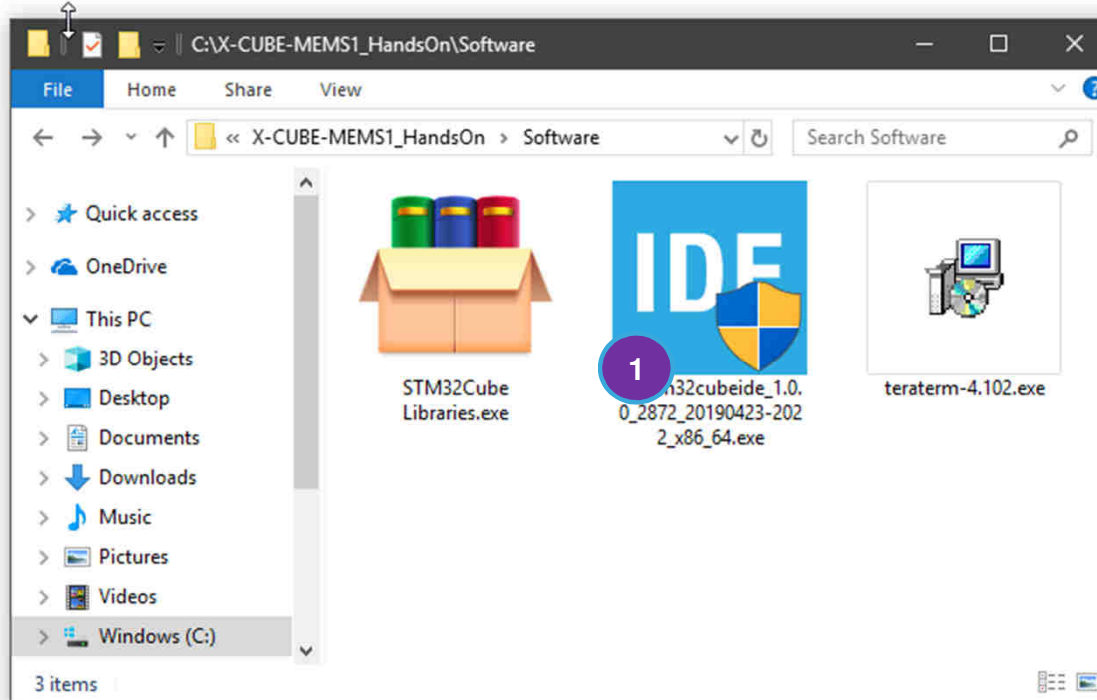 C:\X-CUBE-MEMS1_HandsOn\Software
File Home Share View
?
« X-CUBE-MEMS1_HandsOn > Software
Search Software
Quick access
OneDrive
This PC
3D Objects
Desktop
Documents
Downloads
Music
Pictures
Videos
Windows (C:)
3 items
IDE
1
STM32Cube
Libraries.exe
32cubeide_1.0.
0_2872_20190423-202
2_x86_64.exe
teraterm-4.102.exe